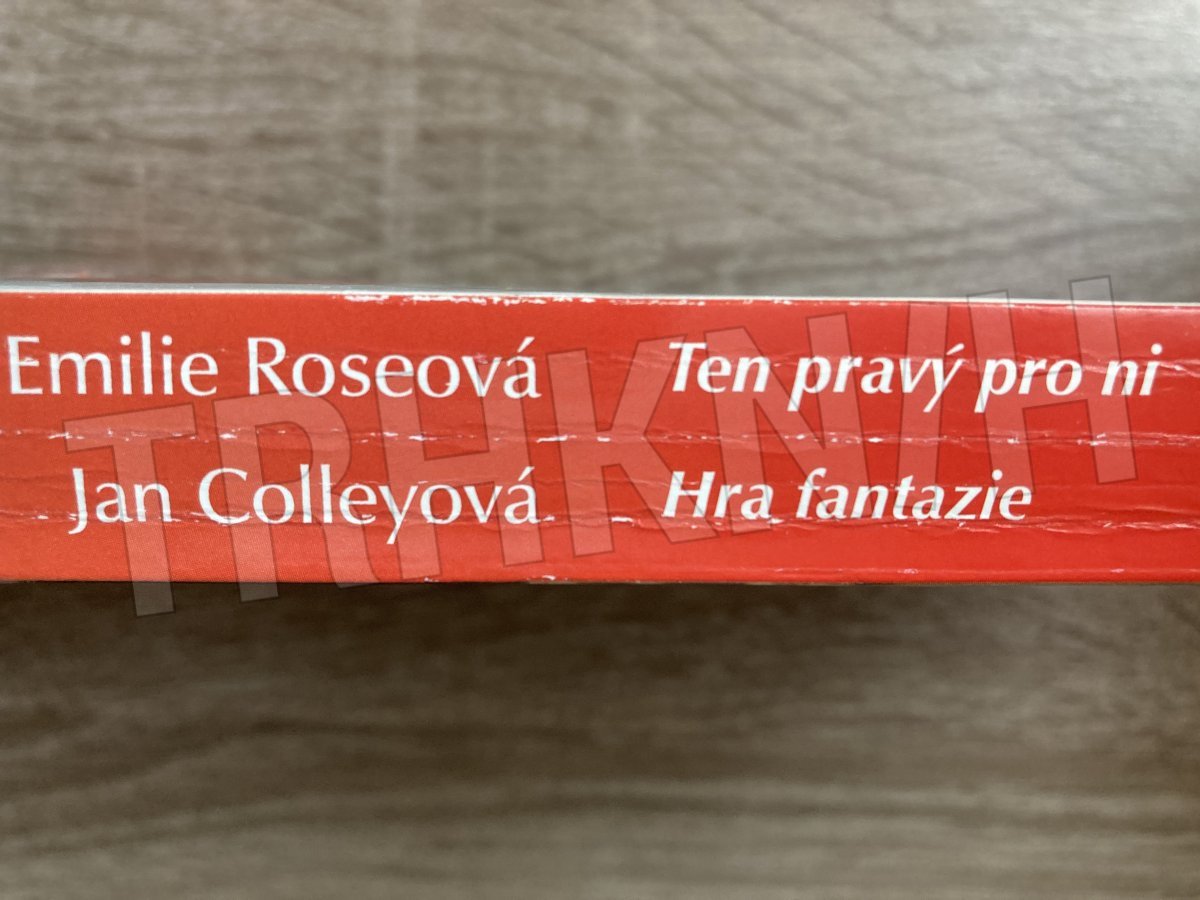 Emilie Roseová Ten pravý pro ni
Jan Colleyová Hra fantazie
TRHKNIH